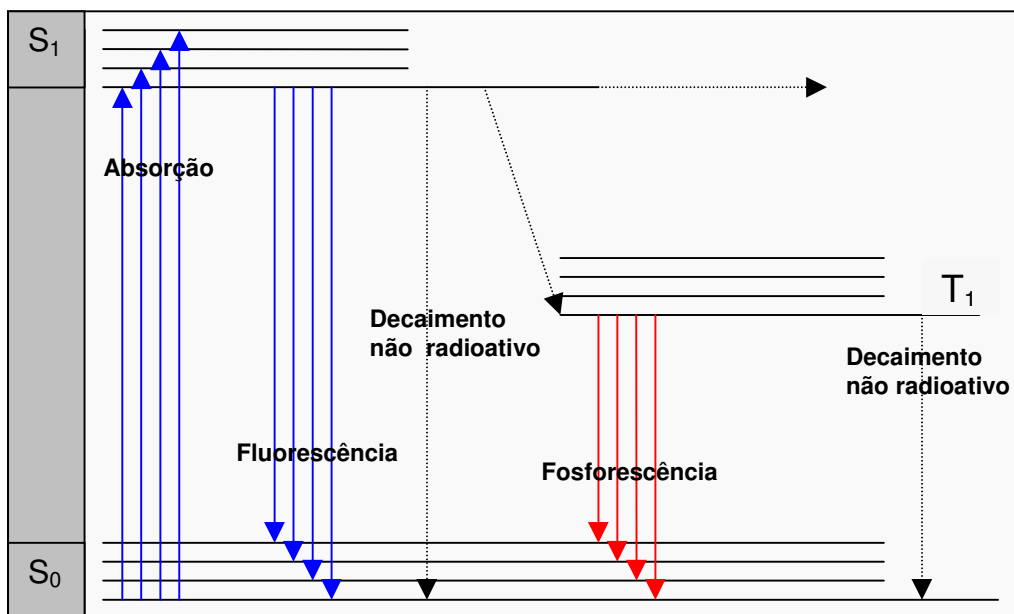 S₁
Absorção
T₁
Decaimento
não radioativo
Decaimento
não radioativo
Fluorescência
Fosforescência
S₀